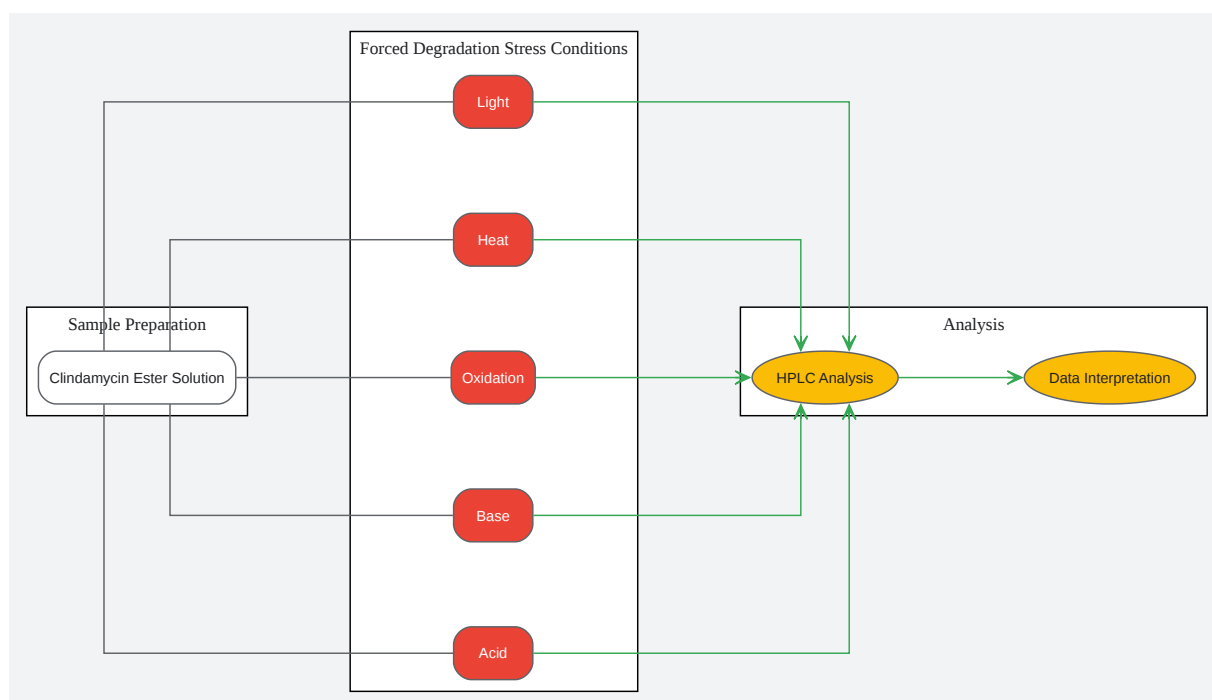 Forced Degradation Stress Conditions
Light
Heat
Sample Preparation
Clindamycin Ester Solution
Oxidation
Base
Acid
Analysis
HPLC Analysis
Data Interpretation